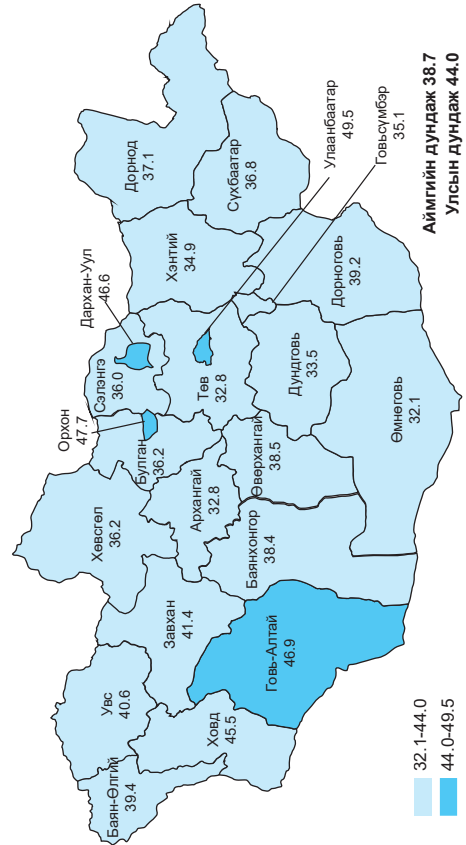 Баян-Өлгий
39.4
Увс
40.6
Ховд
45.5
Завхан
41.4
Говь-Алтай
46.9
Хөвсгөл
36.2
Архангай
32.8
Баянхонгор
38.4
Орхон
47.7
Булган
36.2
Өвөрхангай
38.5
Сэлэнгэ
36.0
Дархан-Уул
46.6
Төв
32.8
Дундговь
33.5
Өмнөговь
32.1
Хэнтий
34.9
Дорнод
37.1
Сүхбаатар
36.8
Улаанбаатар
49.5
Говьсүмбэр
35.1
Дорноговь
39.2
32.1-44.0
44.0-49.5
Аймгийн дундаж 38.7
Улсын дундаж 44.0